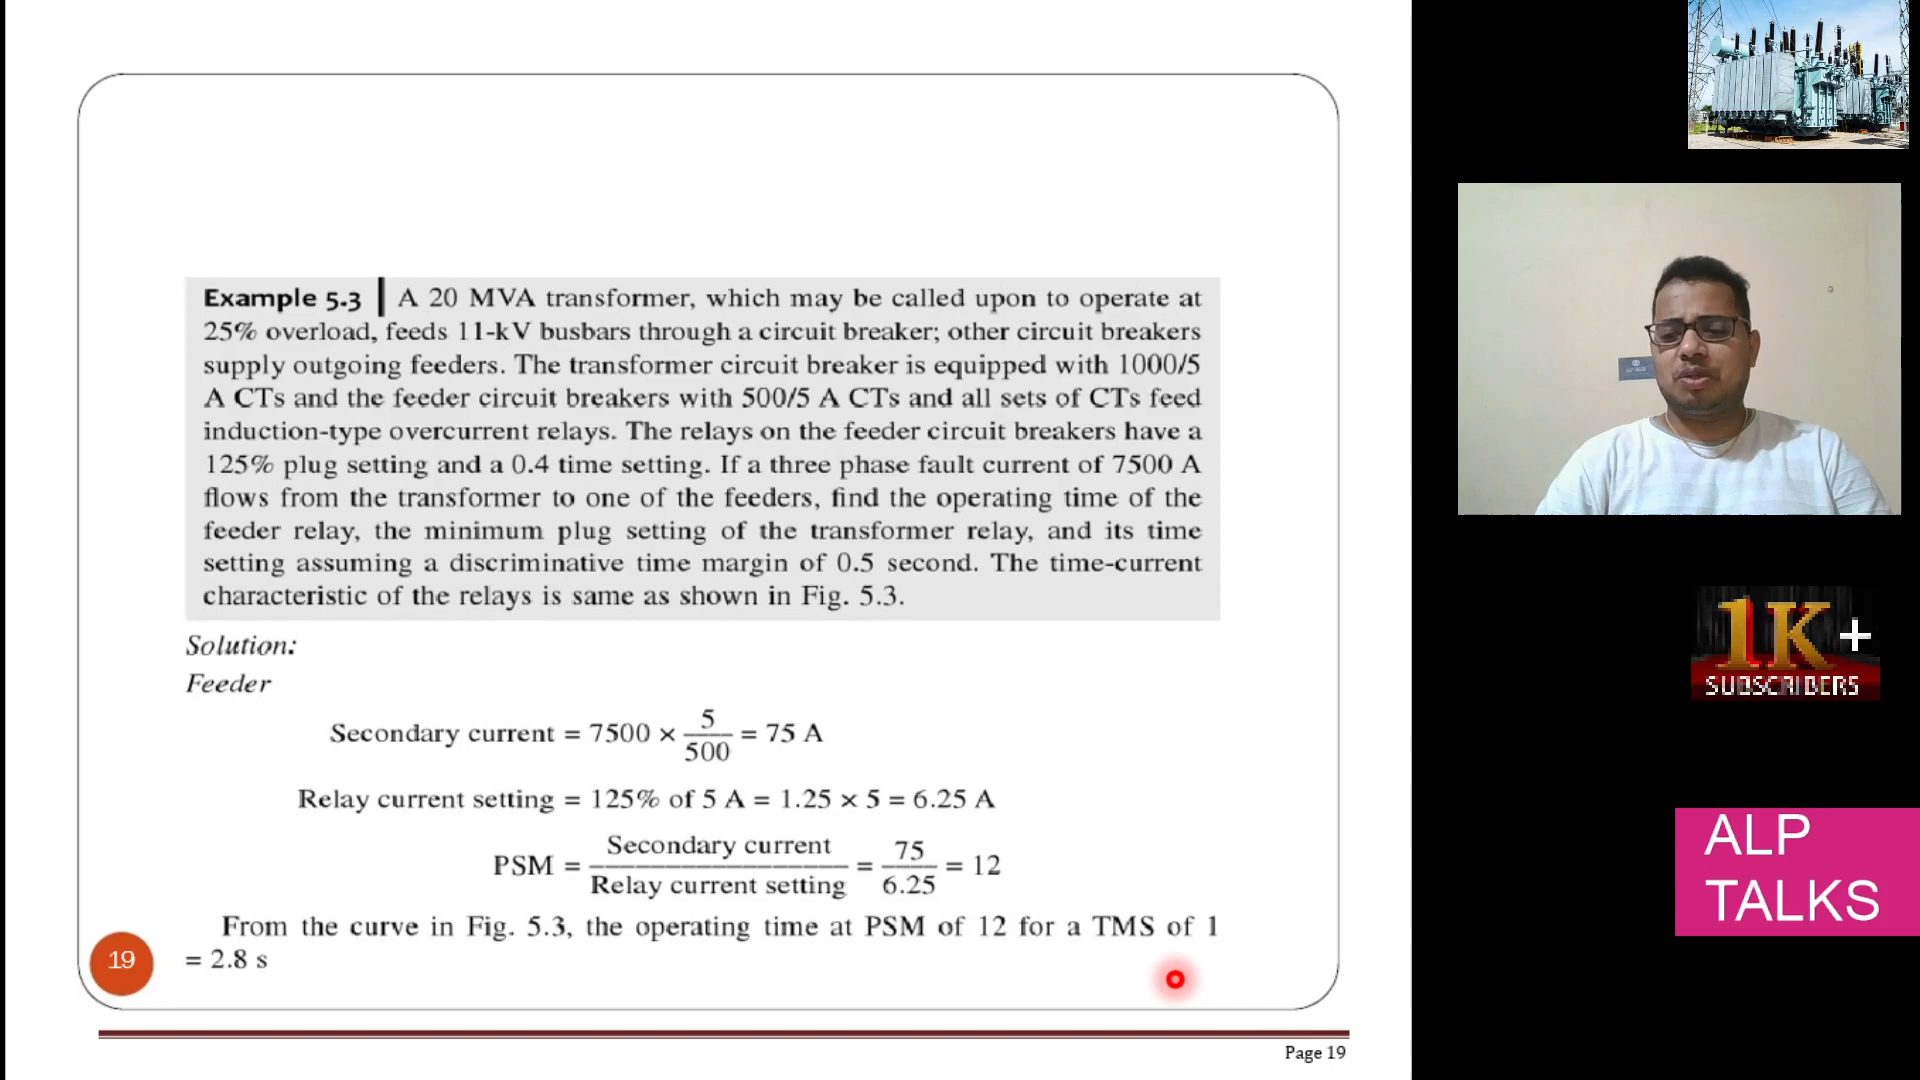 Example 5.3 | A 20 MVA transformer, which may be called upon to operate at
25% overload, feeds 11-kV busbars through a circuit breaker; other circuit breakers
supply outgoing feeders. The transformer circuit breaker is equipped with 1000/5
A CTs and the feeder circuit breakers with 500/5 A CTs and all sets of CTs feed
induction-type overcurrent relays. The relays on the feeder circuit breakers have a
125% plug setting and a 0.4 time setting. If a three phase fault current of 7500 A
flows from the transformer to one of the feeders, find the operating time of the
feeder relay, the minimum plug setting of the transformer relay, and its time
setting assuming a discriminative time margin of 0.5 second. The time-current
characteristic of the relays is same as shown in Fig. 5.3.
Solution:
Feeder
Secondary current = 7500 × 5/500 = 75 A
Relay current setting = 125% of 5 A = 1.25 × 5 = 6.25 A
PSM = Secondary current / Relay current setting = 75/6.25 = 12
From the curve in Fig. 5.3, the operating time at PSM of 12 for a TMS of 1
= 2.8 s
19
Page 19
1K+
SUBSCRIBERS
ALP
TALKS